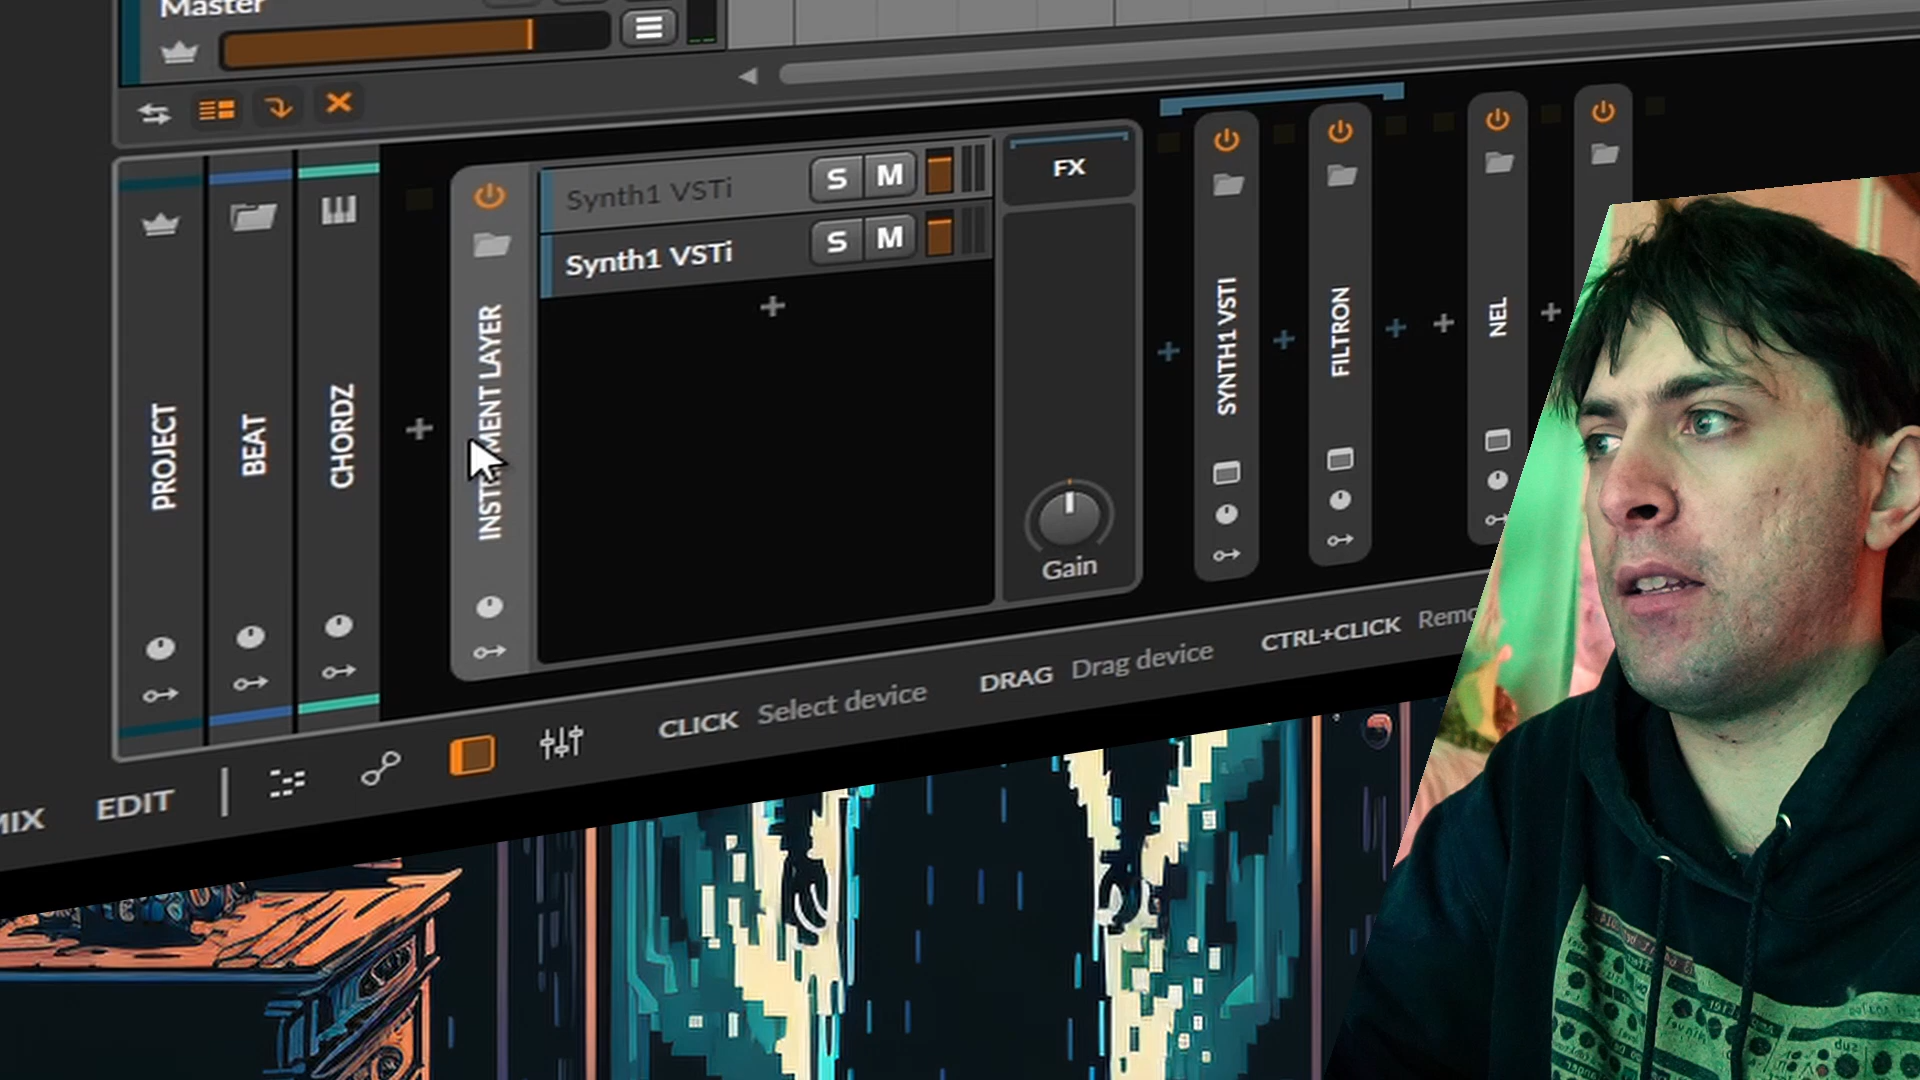 Master
Synth1 VSTi S M
Synth1 VSTi S M
FX
Gain
PROJECT
BEAT
CHORDZ
INSTRUMENT LAYER
SYNTH1 VSTI
FILTRON
NEL
CLICK Select device DRAG Drag device CTRL+CLICK
EDIT